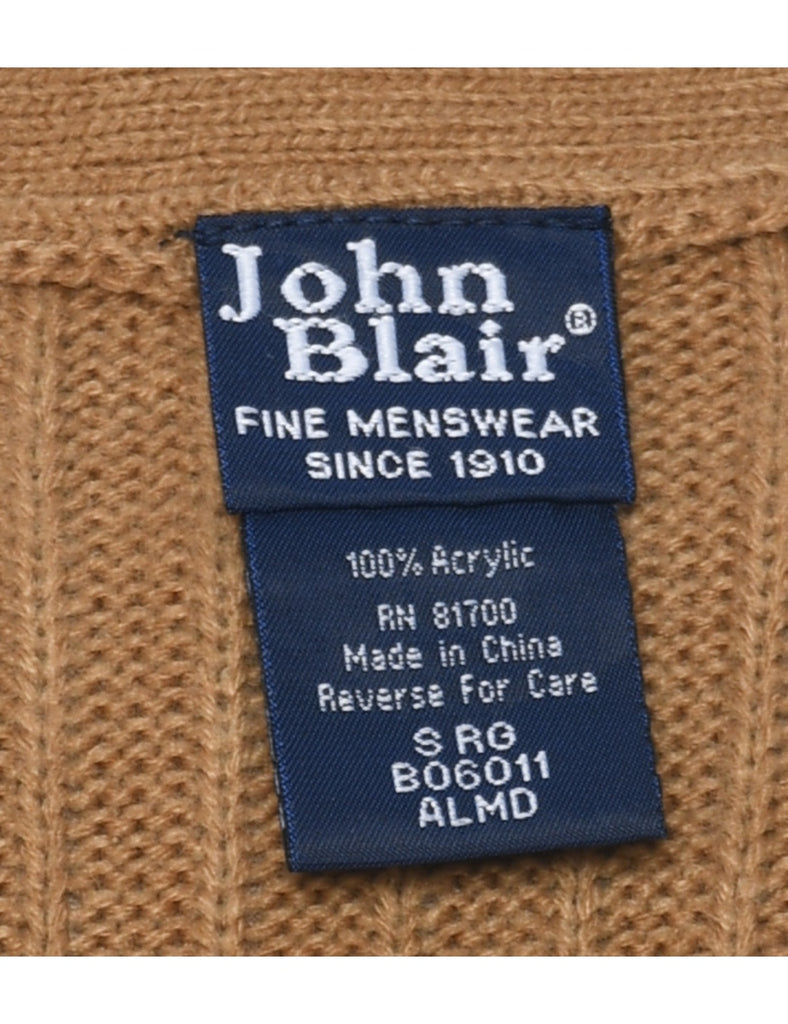 John
Blair®
FINE MENSWEAR
SINCE 1910
100% Acrylic
RN 81700
Made in China
Reverse For Care
S RG
B06011
ALMD